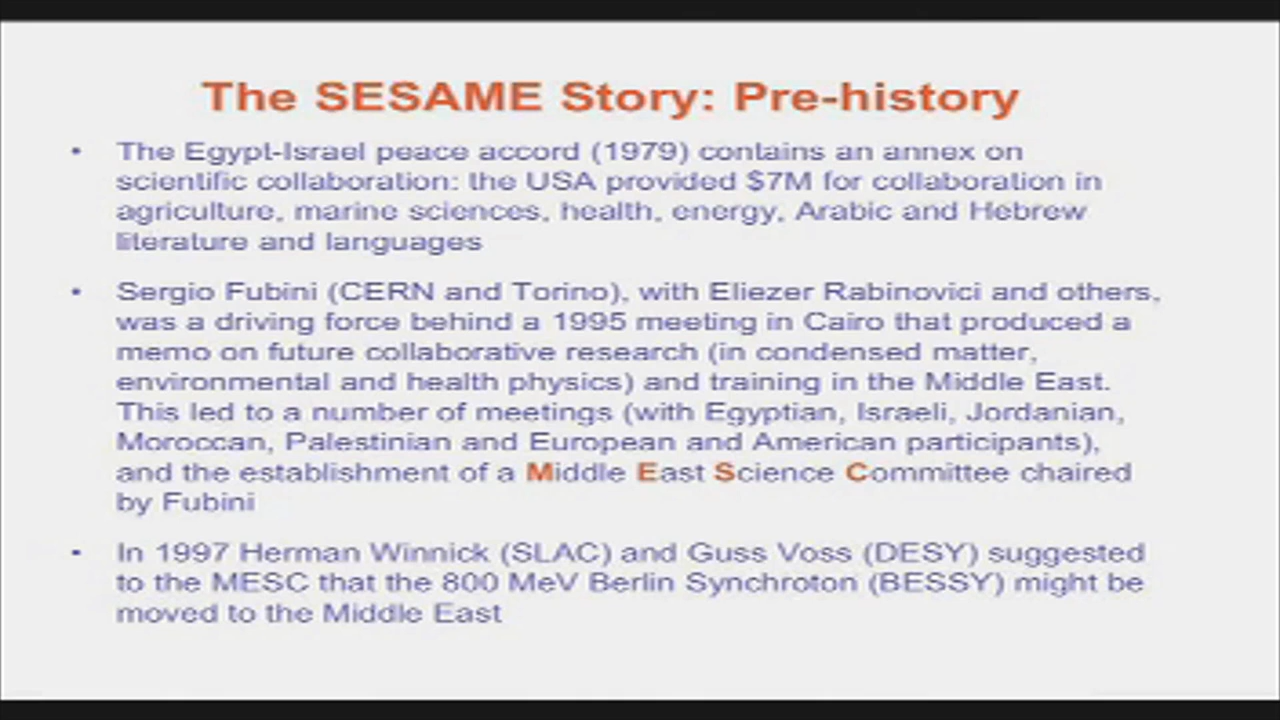 The SESAME Story: Pre-history
• The Egypt-Israel peace accord (1979) contains an annex on
scientific collaboration: the USA provided $7M for collaboration in
agriculture, marine sciences, health, energy, Arabic and Hebrew
literature and languages
• Sergio Fubini (CERN and Torino), with Eliezer Rabinovici and others,
was a driving force behind a 1995 meeting in Cairo that produced a
memo on future collaborative research (in condensed matter,
environmental and health physics) and training in the Middle East.
This led to a number of meetings (with Egyptian, Israeli, Jordanian,
Moroccan, Palestinian and European and American participants),
and the establishment of a Middle East Science Committee chaired
by Fubini
• In 1997 Herman Winnick (SLAC) and Guss Voss (DESY) suggested
to the MESC that the 800 MeV Berlin Synchroton (BESSY) might be
moved to the Middle East